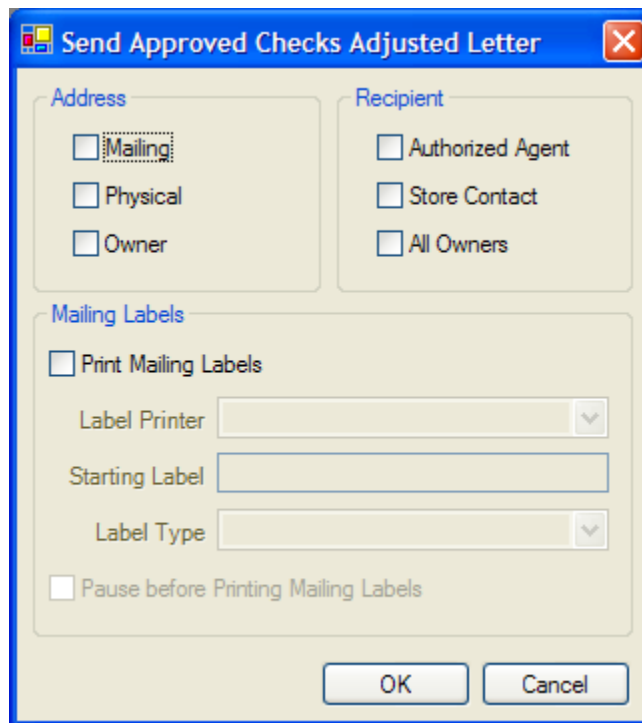 Send Approved Checks Adjusted Letter
Address
Mailing
Physical
Owner
Recipient
Authorized Agent
Store Contact
All Owners
Mailing Labels
Print Mailing Labels
Label Printer
Starting Label
Label Type
Pause before Printing Mailing Labels
OK
Cancel